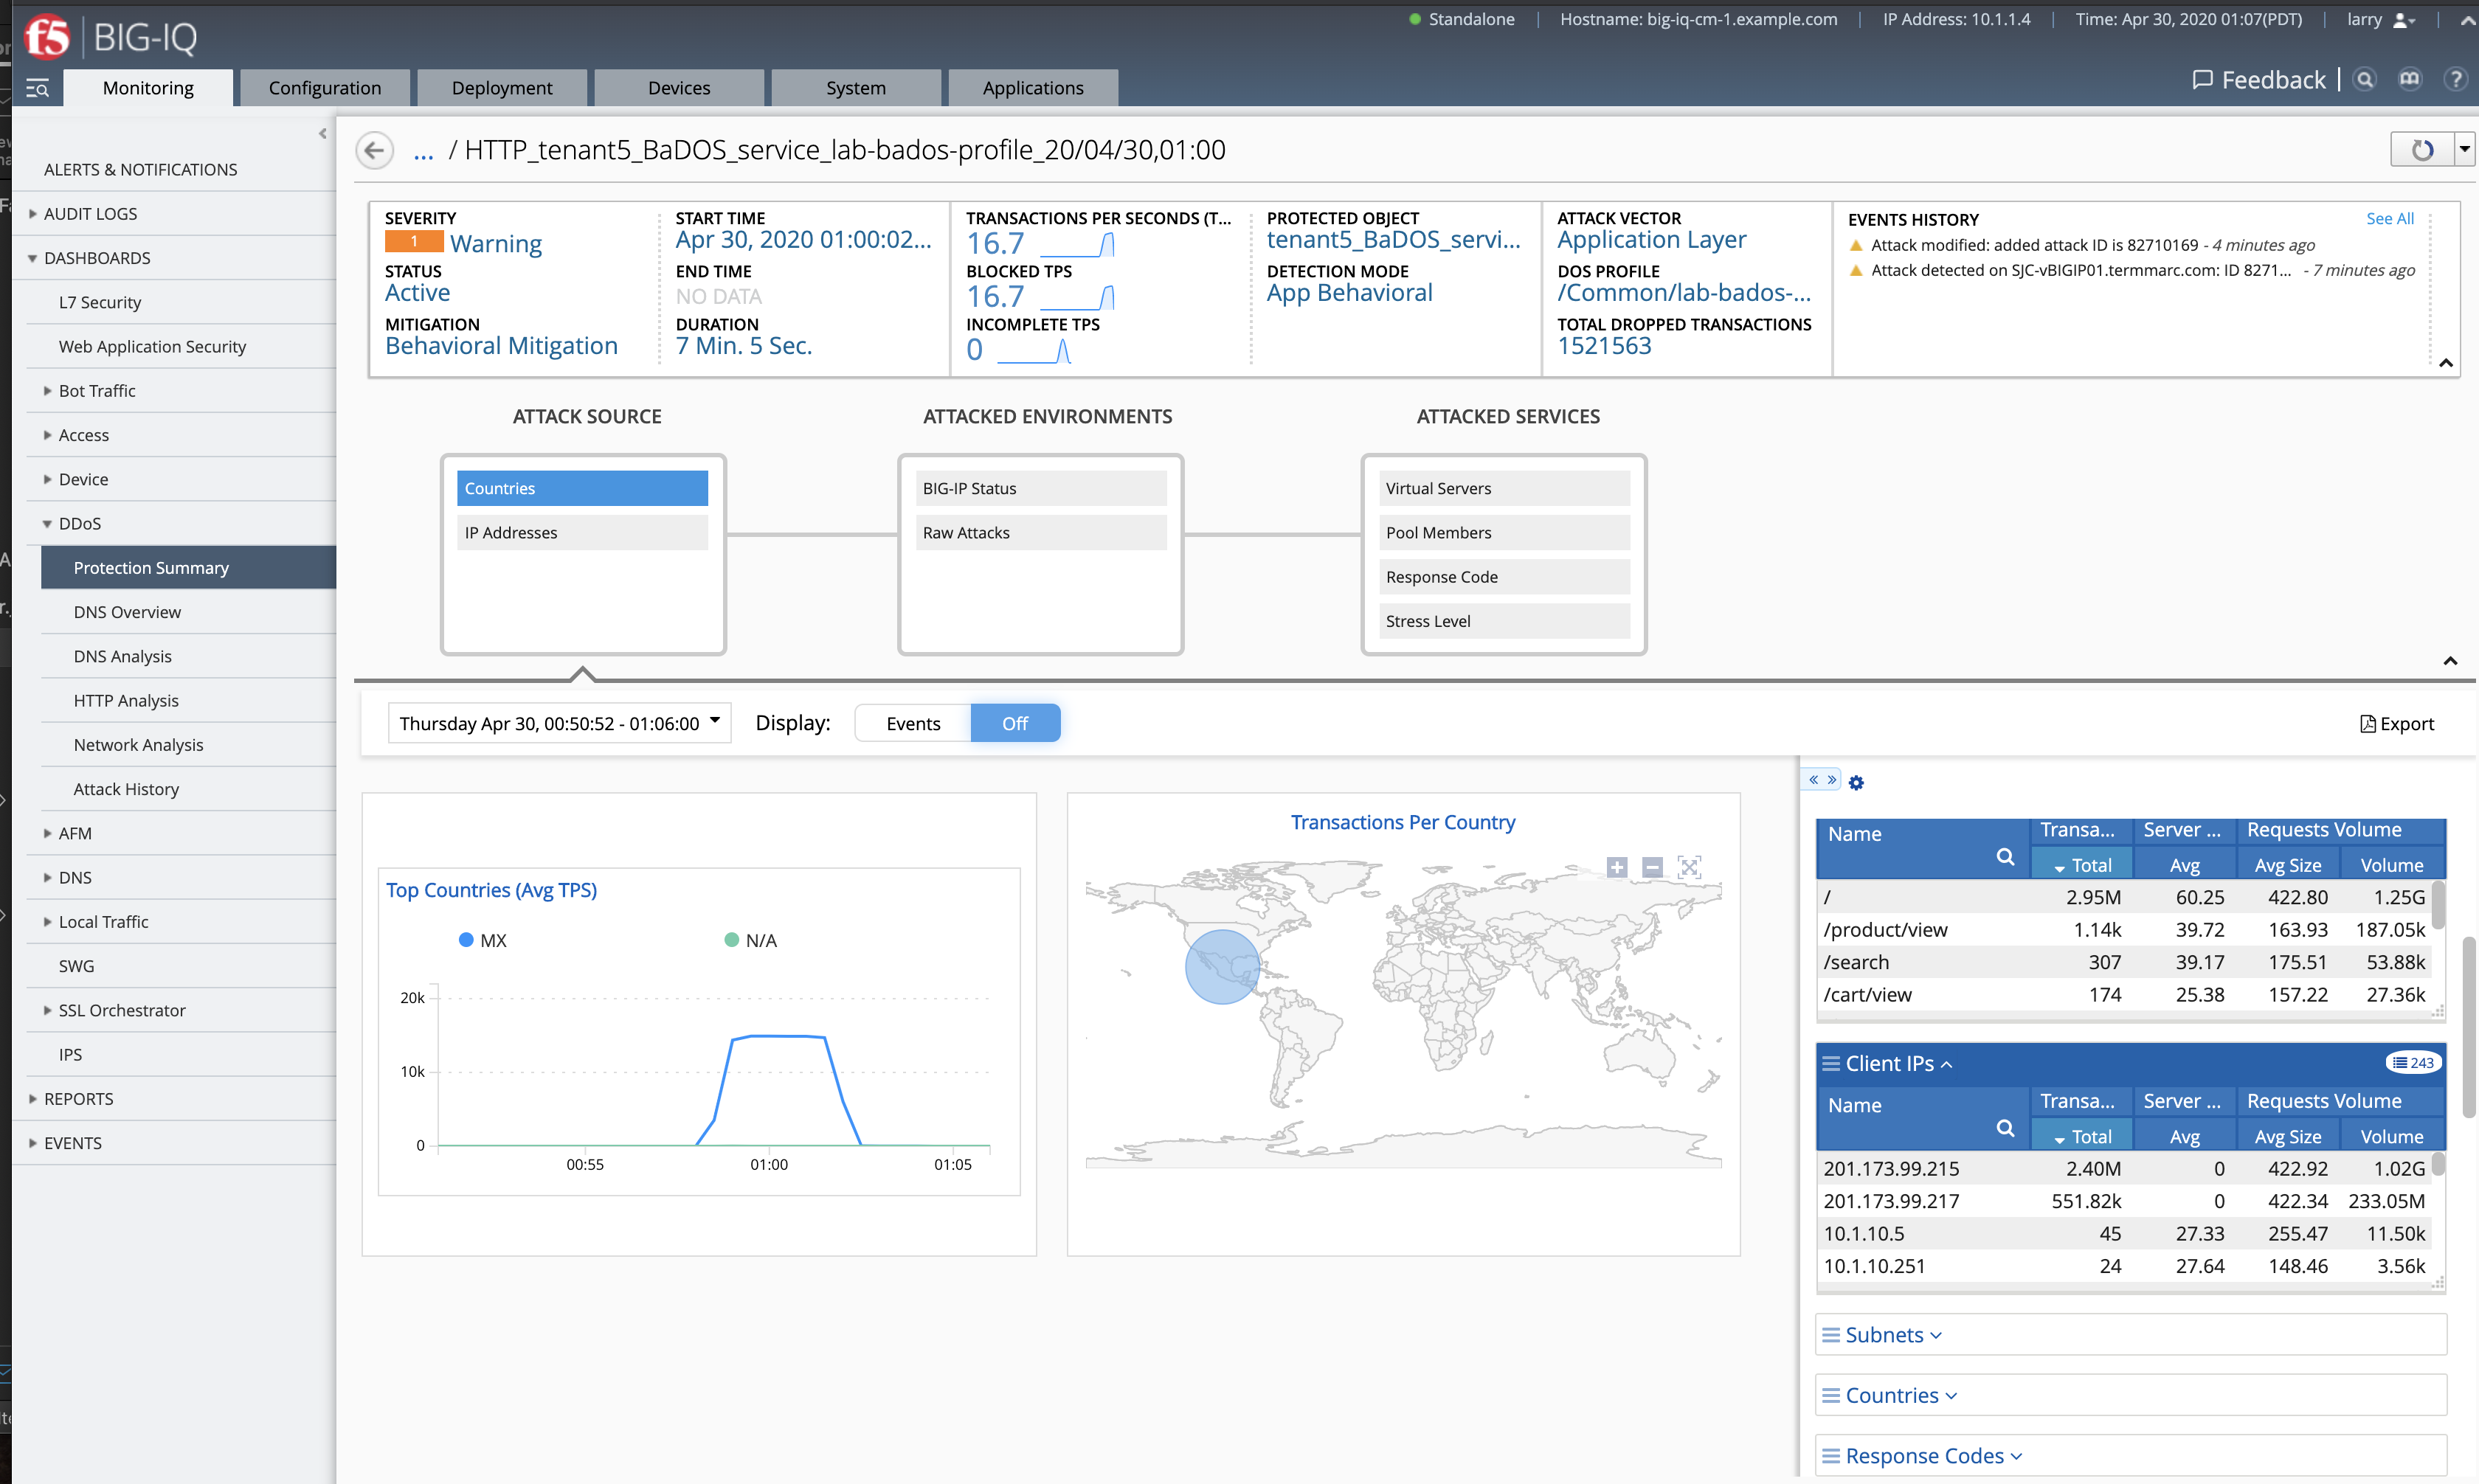 f5 BIG-IQ
Standalone | Hostname: big-iq-cm-1.example.com | IP Address: 10.1.1.4 | Time: Apr 30, 2020 01:07(PDT) | larry
Monitoring Configuration Deployment Devices System Applications
Feedback | ?
ALERTS & NOTIFICATIONS
AUDIT LOGS
DASHBOARDS
L7 Security
Web Application Security
Bot Traffic
Access
Device
DDoS
Protection Summary
DNS Overview
DNS Analysis
HTTP Analysis
Network Analysis
Attack History
AFM
DNS
Local Traffic
SWG
SSL Orchestrator
IPS
REPORTS
EVENTS
... / HTTP_tenant5_BaDOS_service_lab-bados-profile_20/04/30,01:00
SEVERITY
1 Warning
STATUS
Active
MITIGATION
Behavioral Mitigation
START TIME
Apr 30, 2020 01:00:02...
END TIME
NO DATA
DURATION
7 Min. 5 Sec.
TRANSACTIONS PER SECONDS (T...
16.7
BLOCKED TPS
16.7
INCOMPLETE TPS
0
PROTECTED OBJECT
tenant5_BaDOS_servi...
DETECTION MODE
App Behavioral
ATTACK VECTOR
Application Layer
DOS PROFILE
/Common/lab-bados-...
TOTAL DROPPED TRANSACTIONS
1521563
EVENTS HISTORY See All
Attack modified: added attack ID is 82710169 - 4 minutes ago
Attack detected on SJC-vBIGIP01.termmarc.com: ID 8271... - 7 minutes ago
ATTACK SOURCE
Countries
IP Addresses
ATTACKED ENVIRONMENTS
BIG-IP Status
Raw Attacks
ATTACKED SERVICES
Virtual Servers
Pool Members
Response Code
Stress Level
Thursday Apr 30, 00:50:52 - 01:06:00 Display: Events Off Export
Top Countries (Avg TPS)
MX N/A
20k
10k
0
00:55 01:00 01:05
Transactions Per Country
« »
Name Transa... Server ... Requests Volume
Total Avg Avg Size Volume
/ 2.95M 60.25 422.80 1.25G
/product/view 1.14k 39.72 163.93 187.05k
/search 307 39.17 175.51 53.88k
/cart/view 174 25.38 157.22 27.36k
Client IPs 243
Name Transa... Server ... Requests Volume
Total Avg Avg Size Volume
201.173.99.215 2.40M 0 422.92 1.02G
201.173.99.217 551.82k 0 422.34 233.05M
10.1.10.5 45 27.33 255.47 11.50k
10.1.10.251 24 27.64 148.46 3.56k
Subnets
Countries
Response Codes